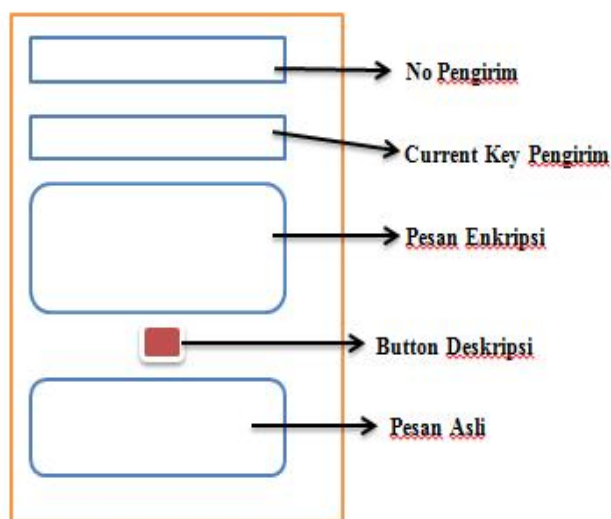 No Pengirim
Current Key Pengirim
Pesan Enkripsi
Button Deskripsi
Pesan Asli